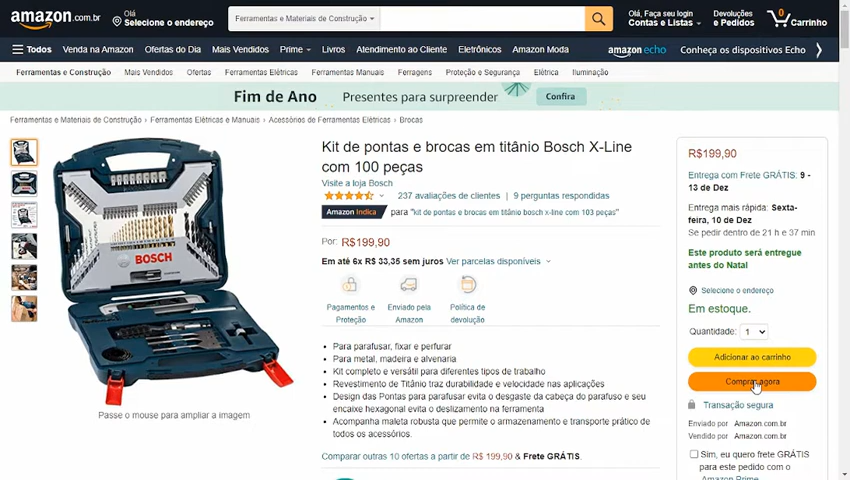 amazon.com.br
Olá
Selecione o endereço
Ferramentas e Materiais de Construção
Olá, Faça seu login
Contas e Listas
Devoluções
e Pedidos
0
Carrinho
Todos
Venda na Amazon
Ofertas do Dia
Mais Vendidos
Prime
Livros
Atendimento ao Cliente
Eletrônicos
Amazon Moda
amazon echo
Conheça os dispositivos Echo
Ferramentas e Construção
Mais Vendidos
Ofertas
Ferramentas Elétricas
Ferramentas Manuais
Ferragens
Proteção e Segurança
Elétrica
Iluminação
Fim de Ano
Presentes para surpreender
Confira
Ferramentas e Materiais de Construção › Ferramentas Elétricas e Manuais › Acessórios de Ferramentas Elétricas › Brocas
BOSCH
Passe o mouse para ampliar a imagem
Kit de pontas e brocas em titânio Bosch X-Line
com 100 peças
Visite a loja Bosch
237 avaliações de clientes | 9 perguntas respondidas
Amazon Indica para "kit de pontas e brocas em titânio bosch x-line com 103 peças"
Por: R$199,90
Em até 6x R$ 33,35 sem juros Ver parcelas disponíveis
Pagamentos e
Proteção
Enviado pela
Amazon
Política de
devolução
• Para parafusar, fixar e perfurar
• Para metal, madeira e alvenaria
• Kit completo e versátil para diferentes tipos de trabalho
• Revestimento de Titânio traz durabilidade e velocidade nas aplicações
• Design das Pontas para Parafusar evita o desgaste da cabeça do parafuso e seu
encaixe hexagonal evita o deslizamento na ferramenta
• Acompanha maleta robusta que permite o armazenamento e transporte prático de
todos os acessórios.
Comparar outras 10 ofertas a partir de R$ 199,90 & Frete GRÁTIS.
R$199,90
Entrega com Frete GRÁTIS: 9 -
13 de Dez
Entrega mais rápida: Sexta-
feira, 10 de Dez
Se pedir dentro de 21 h e 37 min
Este produto será entregue
antes do Natal
Selecione o endereço
Em estoque.
Quantidade: 1
Adicionar ao carrinho
Comprar agora
Transação segura
Enviado por Amazon.com.br
Vendido por Amazon.com.br
Sim, eu quero frete GRÁTIS
para este pedido com o
Amazon Prime